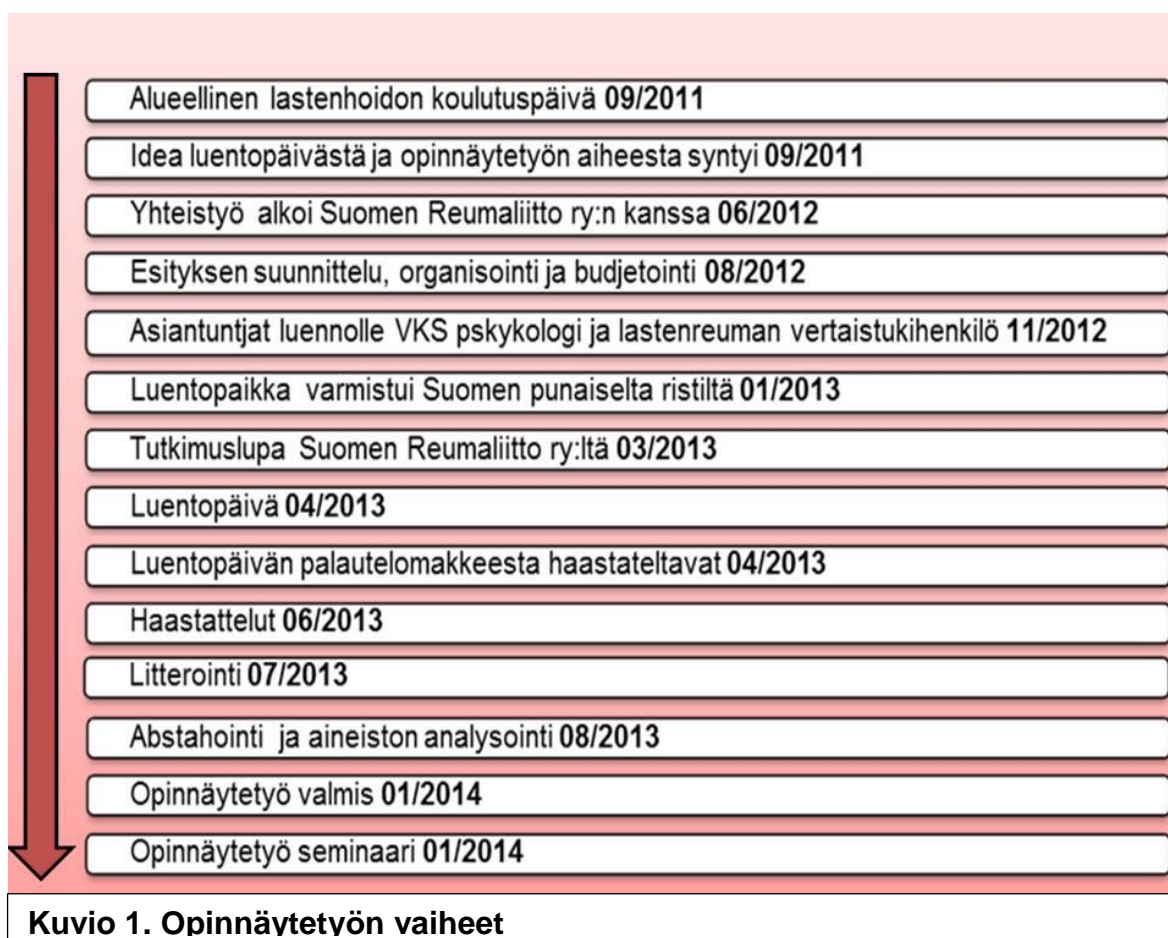 Alueellinen lastenhoidon koulutuspäivä 09/2011
Idea luentopäivästä ja opinnäytetyön aiheesta syntyi 09/2011
Yhteistyö alkoi Suomen Reumaliitto ry:n kanssa 06/2012
Esityksen suunnittelu, organisointi ja budjetointi 08/2012
Asiantuntjat luennolle VKS pskykologi ja lastenreuman vertaistukihenkilö 11/2012
Luentopaikka varmistui Suomen punaiselta ristiltä 01/2013
Tutkimuslupa Suomen Reumaliitto ry:ltä 03/2013
Luentopäivä 04/2013
Luentopäivän palautelomakkeesta haastateltavat 04/2013
Haastattelut 06/2013
Litterointi 07/2013
Abstahointi ja aineiston analysointi 08/2013
Opinnäytetyö valmis 01/2014
Opinnäytetyö seminaari 01/2014
Kuvio 1. Opinnäytetyön vaiheet